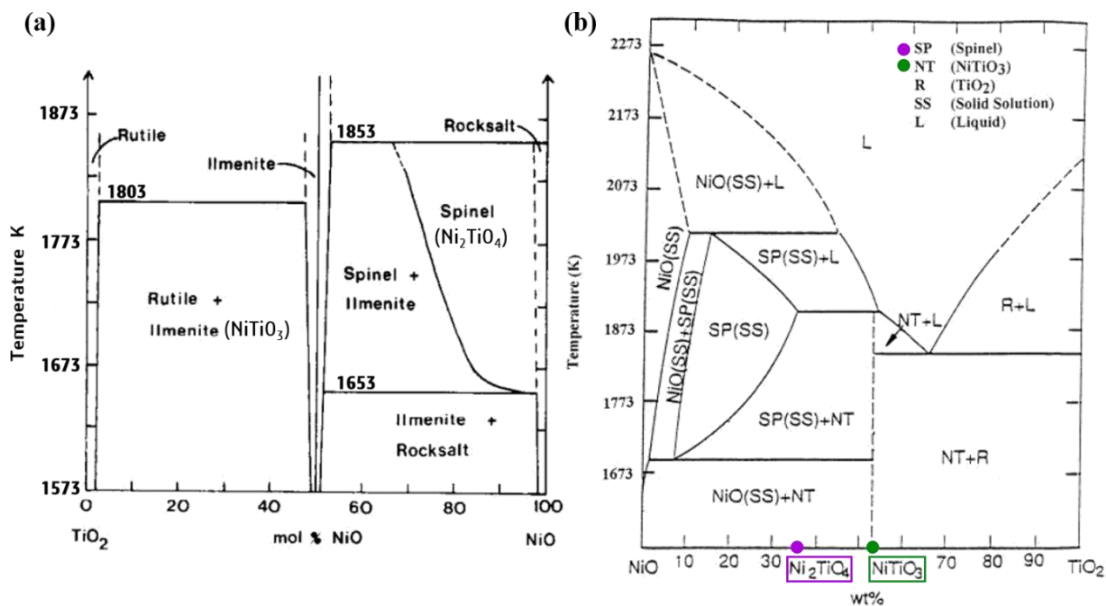 (a)
1873
Rutile
Ilmenite
1803
1773
Temperature K
Rutile +
Ilmenite (NiTiO3)
1673
1573
0
20
40
60
80
100
TiO2
mol % NiO
NiO
1853
Rocksalt
Spinel
(Ni2TiO4)
Spinel +
Ilmenite
1653
Ilmenite +
Rocksalt
(b)
2273
2173
2073
1973
1873
1773
1673
Temperature (K)
SP (Spinel)
NT (NiTiO3)
R (TiO2)
SS (Solid Solution)
L (Liquid)
L
NiO(SS)+L
NiO(SS)
NiO(SS)+SP(SS)
SP(SS)+L
SP(SS)
NT+L
R+L
SP(SS)+NT
NT+R
NiO(SS)+NT
NiO
10
20
30
Ni2TiO4
NiTiO3
60
70
80
90
TiO2
wt%